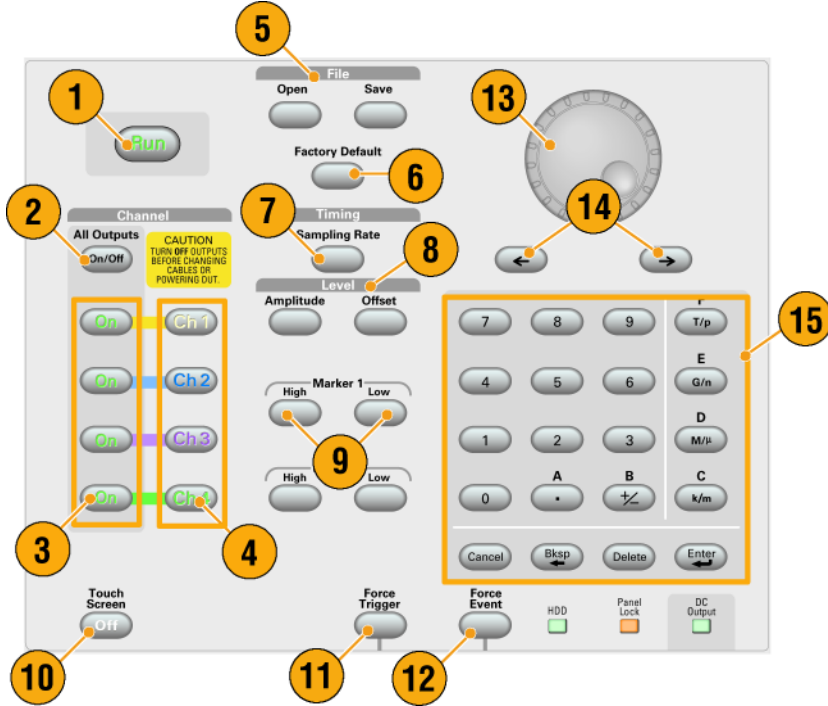 5
File
Open Save
1
Run
13
Factory Default
6
2
Channel
7
Timing
14
8
All Outputs
On/Off
CAUTION
TURN OFF OUTPUTS
BEFORE CHANGING
CABLES OR
POWERING OUT.
Sampling Rate
← →
Level
Amplitude Offset
On Ch 1
On Ch 2
On Ch 3
On Ch 4
3
4
Marker 1
High Low
9
High Low
15
F
7 8 9 T/p
E
4 5 6 G/n
D
1 2 3 M/μ
A B C
0 . +/- k/m
Cancel Bksp Delete Enter
Touch
Screen
Off
10
Force
Trigger
11
Force
Event
12
HDD
Panel
Lock
DC
Output